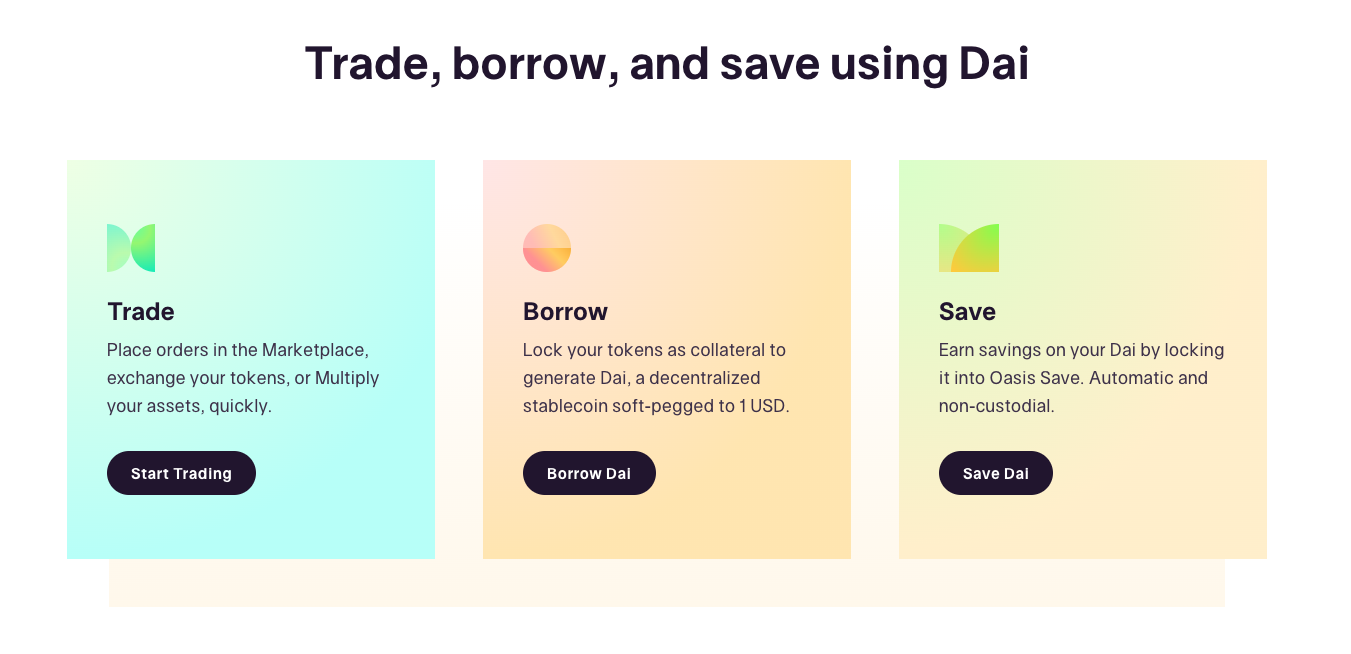 Trade, borrow, and save using Dai
Trade
Place orders in the Marketplace,
exchange your tokens, or Multiply
your assets, quickly.
Start Trading
Borrow
Lock your tokens as collateral to
generate Dai, a decentralized
stablecoin soft-pegged to 1 USD.
Borrow Dai
Save
Earn savings on your Dai by locking
it into Oasis Save. Automatic and
non-custodial.
Save Dai